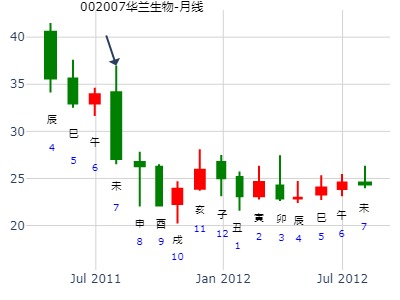 002007华兰生物-月线
40
35
30
25
20
辰
4
巳
5
午
6
未
7
申
8
酉
9
戌
10
亥
11
子
12
丑
1
寅
2
卯
3
辰
4
巳
5
午
6
未
7
Jul 2011
Jan 2012
Jul 2012